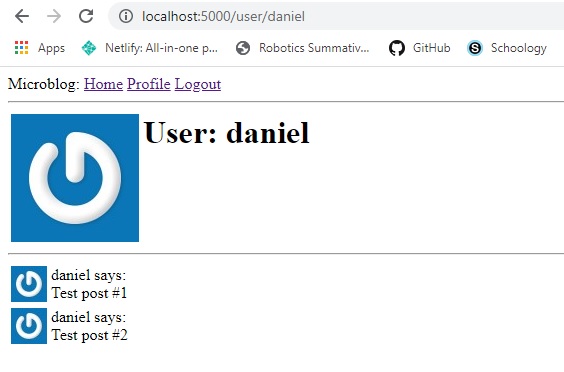 localhost:5000/user/daniel
Apps Netlify: All-in-one p... Robotics Summativ... GitHub Schoology
Microblog: Home Profile Logout
User: daniel
daniel says:
Test post #1
daniel says:
Test post #2